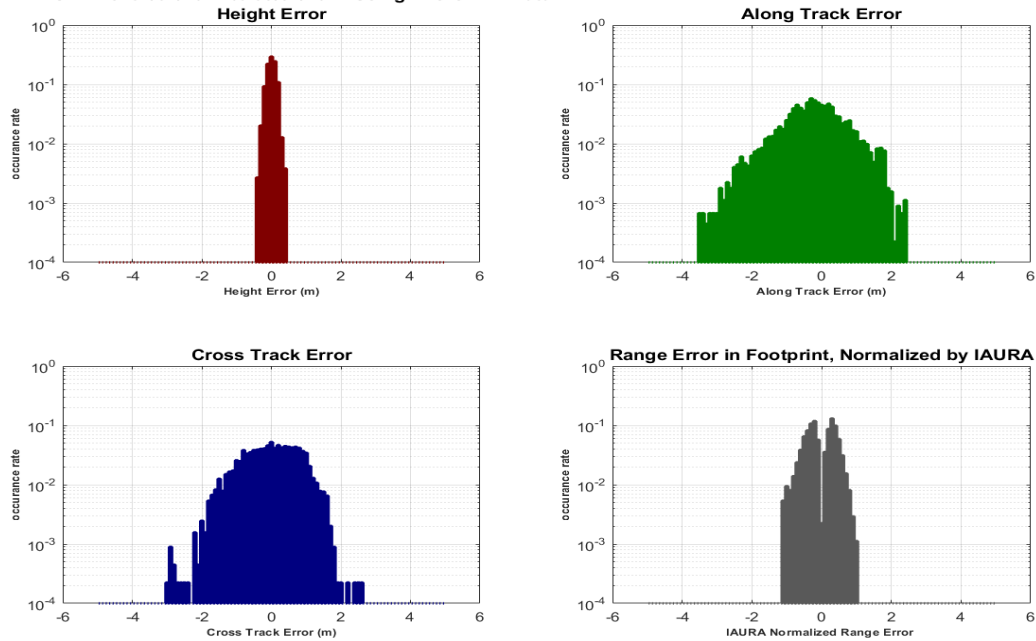 Height Error
10^0
10^-1
10^-2
10^-3
10^-4
occurance rate
-6 -4 -2 0 2 4 6
Height Error (m)
Along Track Error
10^0
10^-1
10^-2
10^-3
10^-4
occurance rate
-6 -4 -2 0 2 4 6
Along Track Error (m)
Cross Track Error
10^0
10^-1
10^-2
10^-3
10^-4
occurance rate
-6 -4 -2 0 2 4 6
Cross Track Error (m)
Range Error in Footprint, Normalized by IAURA
10^0
10^-1
10^-2
10^-3
10^-4
occurance rate
-6 -4 -2 0 2 4 6
IAURA Normalized Range Error